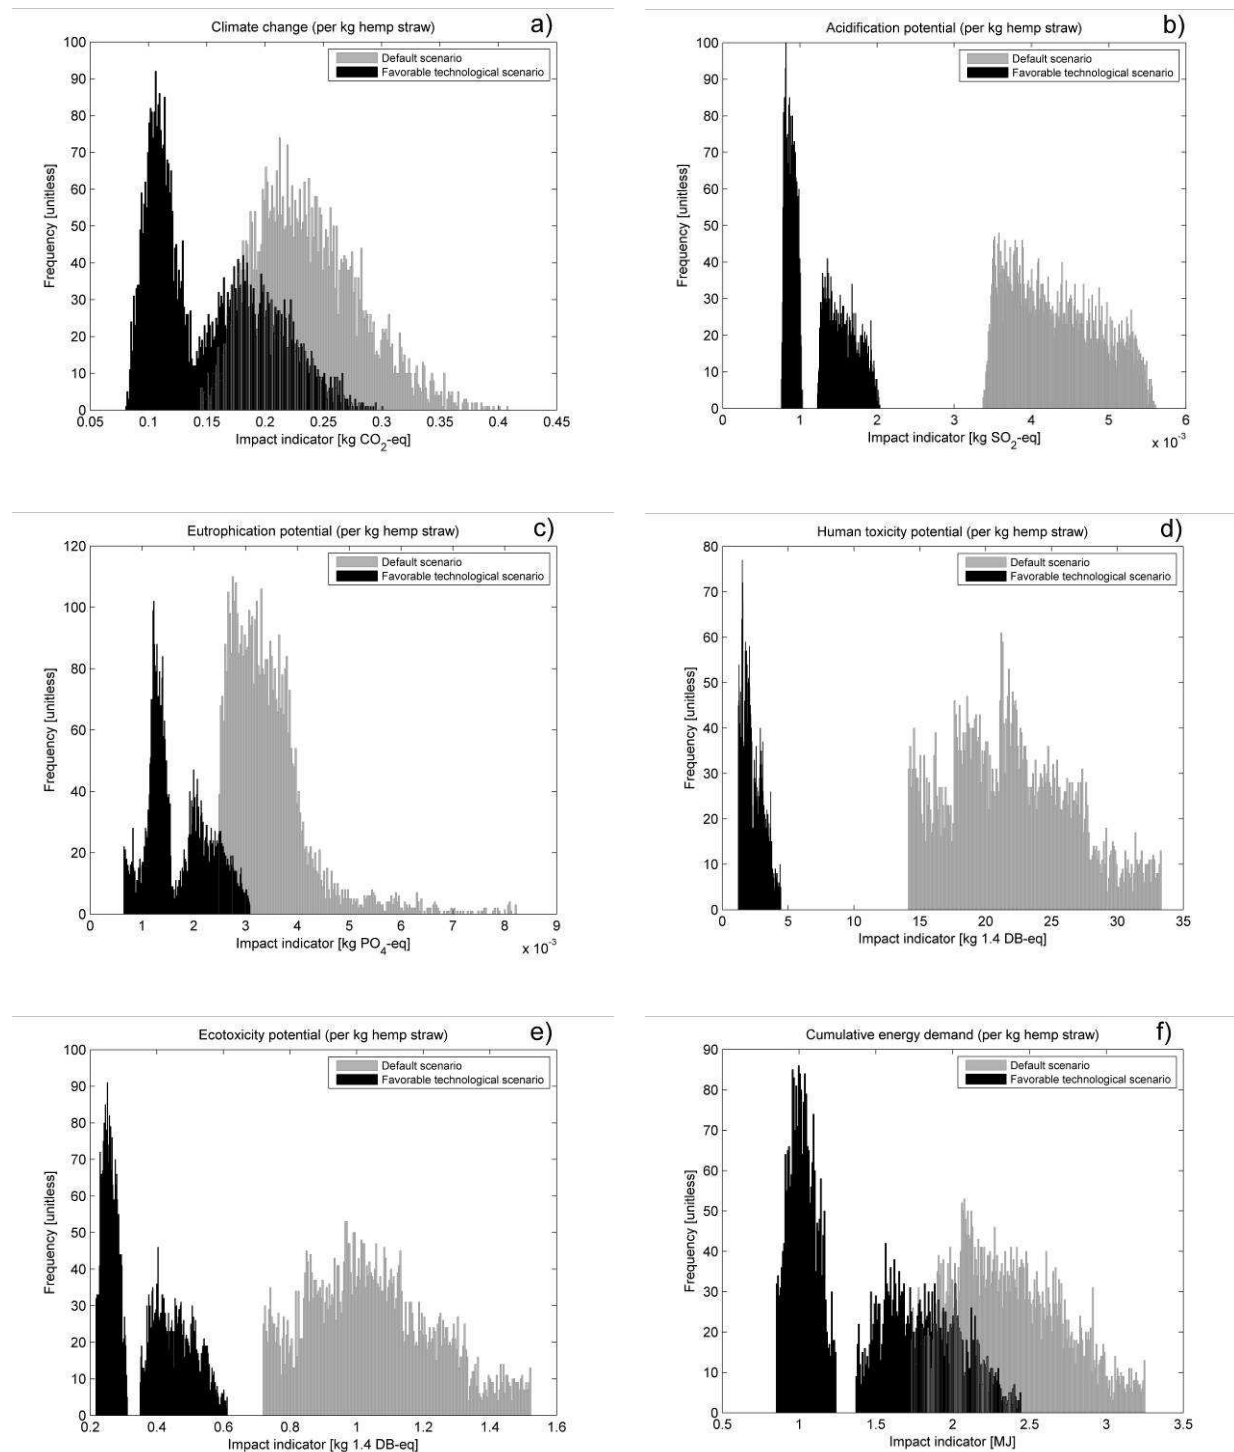 Climate change (per kg hemp straw)
a)
Default scenario
Favorable technological scenario
Frequency [unitless]
100
90
80
70
60
50
40
30
20
10
0
0.05 0.1 0.15 0.2 0.25 0.3 0.35 0.4 0.45
Impact indicator [kg CO2-eq]
Acidification potential (per kg hemp straw)
b)
Default scenario
Favorable technological scenario
Frequency [unitless]
100
90
80
70
60
50
40
30
20
10
0
0 1 2 3 4 5 6
Impact indicator [kg SO2-eq]
x 10-3
Eutrophication potential (per kg hemp straw)
c)
Default scenario
Favorable technological scenario
Frequency [unitless]
120
100
80
60
40
20
0
0 1 2 3 4 5 6 7 8 9
Impact indicator [kg PO4-eq]
x 10-3
Human toxicity potential (per kg hemp straw)
d)
Default scenario
Favorable technological scenario
Frequency [unitless]
80
70
60
50
40
30
20
10
0
0 5 10 15 20 25 30 35
Impact indicator [kg 1.4 DB-eq]
Ecotoxicity potential (per kg hemp straw)
e)
Default scenario
Favorable technological scenario
Frequency [unitless]
100
90
80
70
60
50
40
30
20
10
0
0.2 0.4 0.6 0.8 1 1.2 1.4 1.6
Impact indicator [kg 1.4 DB-eq]
Cumulative energy demand (per kg hemp straw)
f)
Default scenario
Favorable technological scenario
Frequency [unitless]
90
80
70
60
50
40
30
20
10
0
0.5 1 1.5 2 2.5 3 3.5
Impact indicator [MJ]